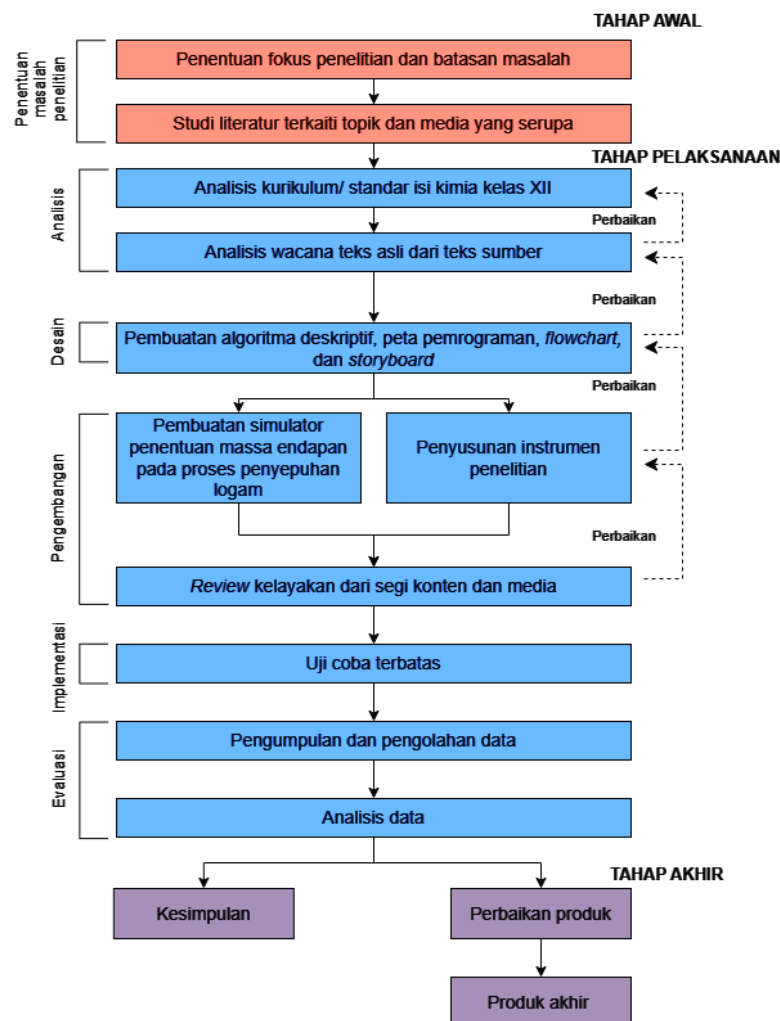 TAHAP AWAL
Penentuan
masalah
penelitian
Penentuan fokus penelitian dan batasan masalah
Studi literatur terkaiti topik dan media yang serupa
TAHAP PELAKSANAAN
Analisis
Analisis kurikulum/ standar isi kimia kelas XII
Perbaikan
Analisis wacana teks asli dari teks sumber
Perbaikan
Desain
Pembuatan algoritma deskriptif, peta pemrograman, flowchart,
dan storyboard
Perbaikan
Pengembangan
Pembuatan simulator
penentuan massa endapan
pada proses penyepuhan
logam
Penyusunan instrumen
penelitian
Perbaikan
Review kelayakan dari segi konten dan media
Implementasi
Uji coba terbatas
Evaluasi
Pengumpulan dan pengolahan data
Analisis data
TAHAP AKHIR
Kesimpulan
Perbaikan produk
Produk akhir